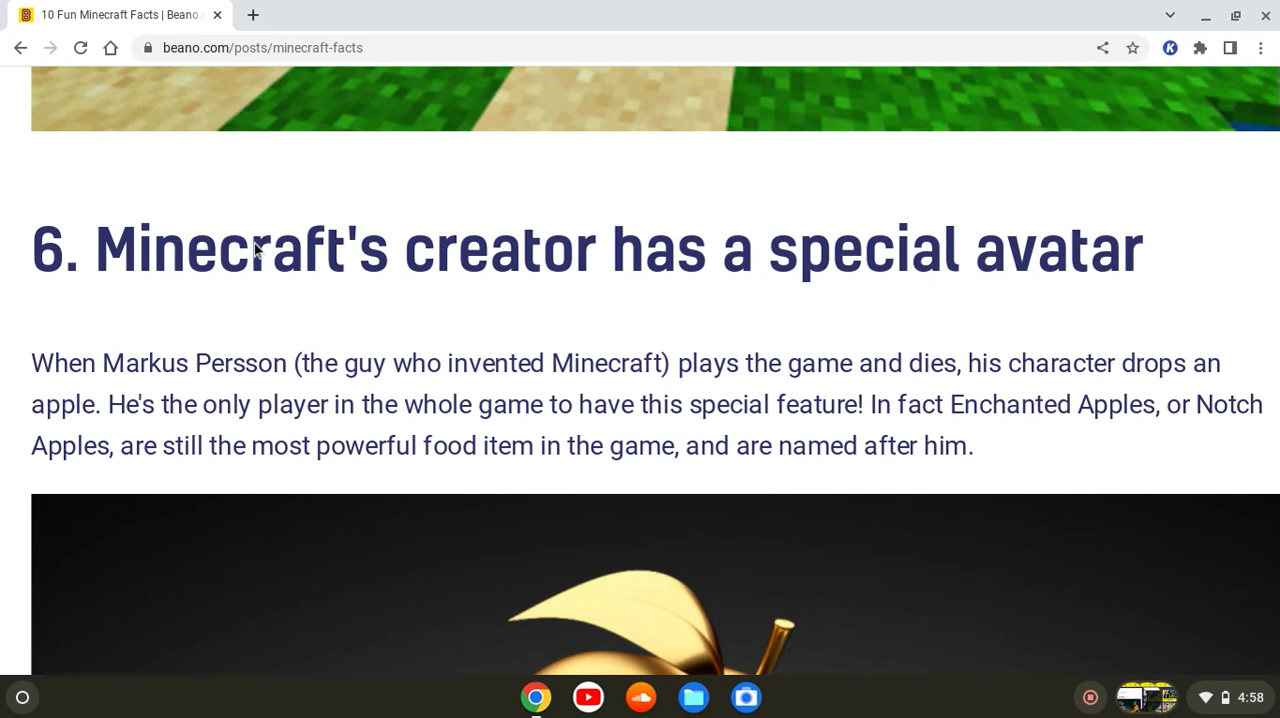 10 Fun Minecraft Facts | Beano.c
beano.com/posts/minecraft-facts
6. Minecraft's creator has a special avatar
When Markus Persson (the guy who invented Minecraft) plays the game and dies, his character drops an
apple. He's the only player in the whole game to have this special feature! In fact Enchanted Apples, or Notch
Apples, are still the most powerful food item in the game, and are named after him.
4:58